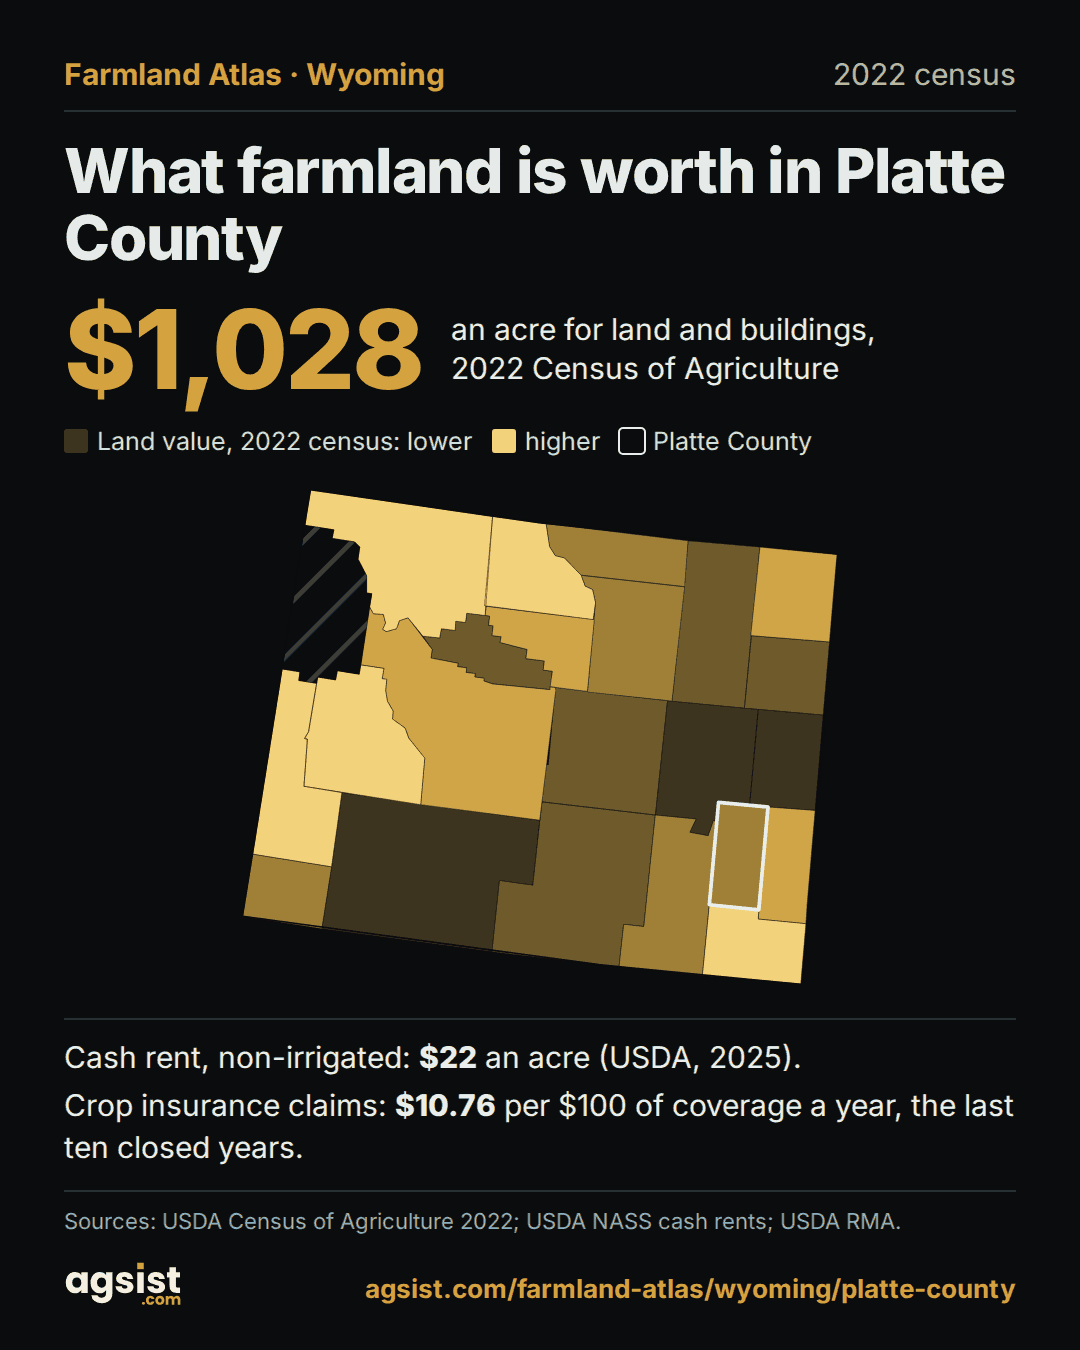 Farmland Atlas · Wyoming
2022 census
What farmland is worth in Platte
County
$1,028
an acre for land and buildings,
2022 Census of Agriculture
Land value, 2022 census: lower
higher
Platte County
Cash rent, non-irrigated: $22 an acre (USDA, 2025).
Crop insurance claims: $10.76 per $100 of coverage a year, the last
ten closed years.
Sources: USDA Census of Agriculture 2022; USDA NASS cash rents; USDA RMA.
agsist
.com
agsist.com/farmland-atlas/wyoming/platte-county